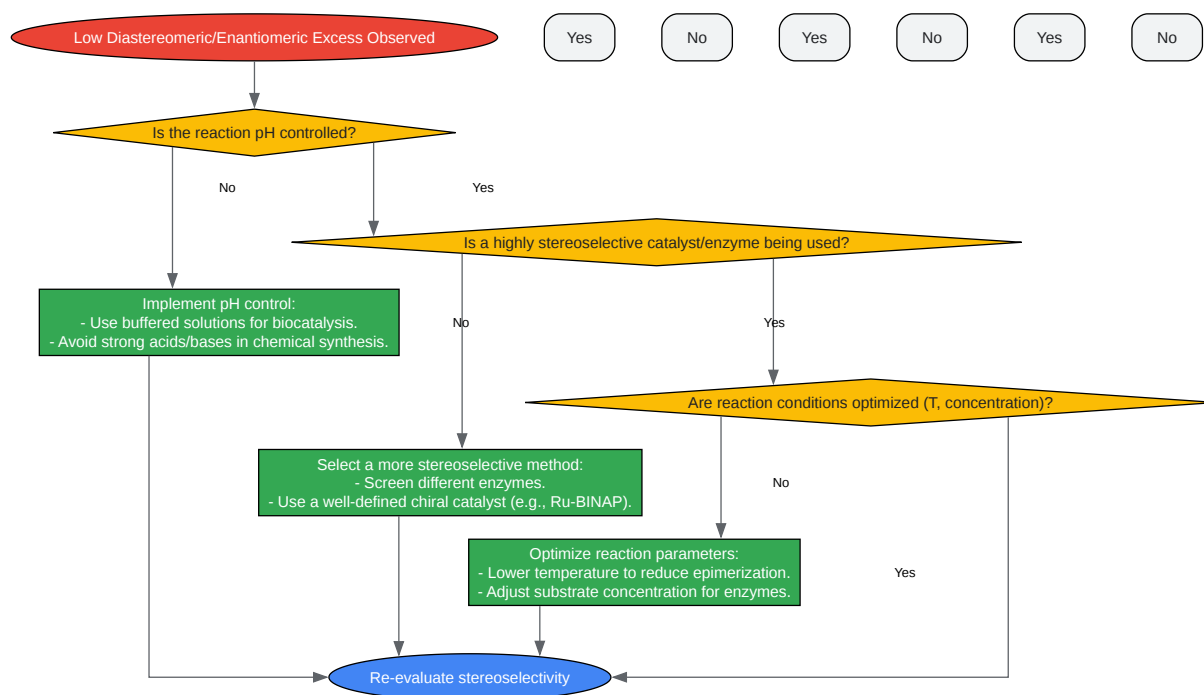 Low Diastereomeric/Enantiomeric Excess Observed
Yes
No
Yes
No
Yes
No
Is the reaction pH controlled?
No
Yes
Is a highly stereoselective catalyst/enzyme being used?
Implement pH control:
- Use buffered solutions for biocatalysis.
- Avoid strong acids/bases in chemical synthesis.
No
Yes
Are reaction conditions optimized (T, concentration)?
Select a more stereoselective method:
- Screen different enzymes.
- Use a well-defined chiral catalyst (e.g., Ru-BINAP).
No
Optimize reaction parameters:
- Lower temperature to reduce epimerization.
- Adjust substrate concentration for enzymes.
Yes
Re-evaluate stereoselectivity